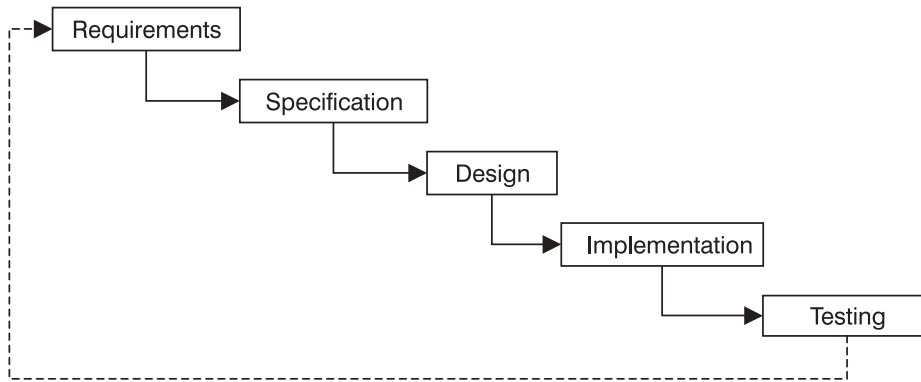 Requirements
Specification
Design
Implementation
Testing